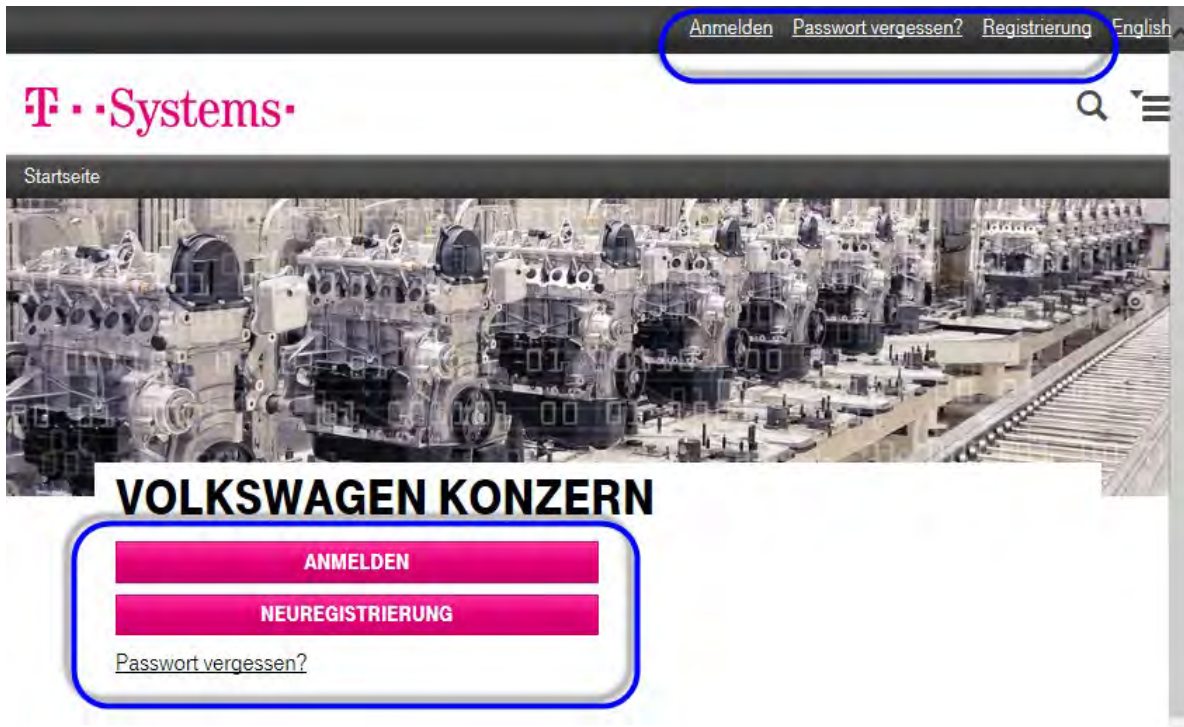 Anmelden Passwort vergessen? Registrierung English
T · · Systems ·
Startseite
VOLKSWAGEN KONZERN
ANMELDEN
NEUREGISTRIERUNG
Passwort vergessen?